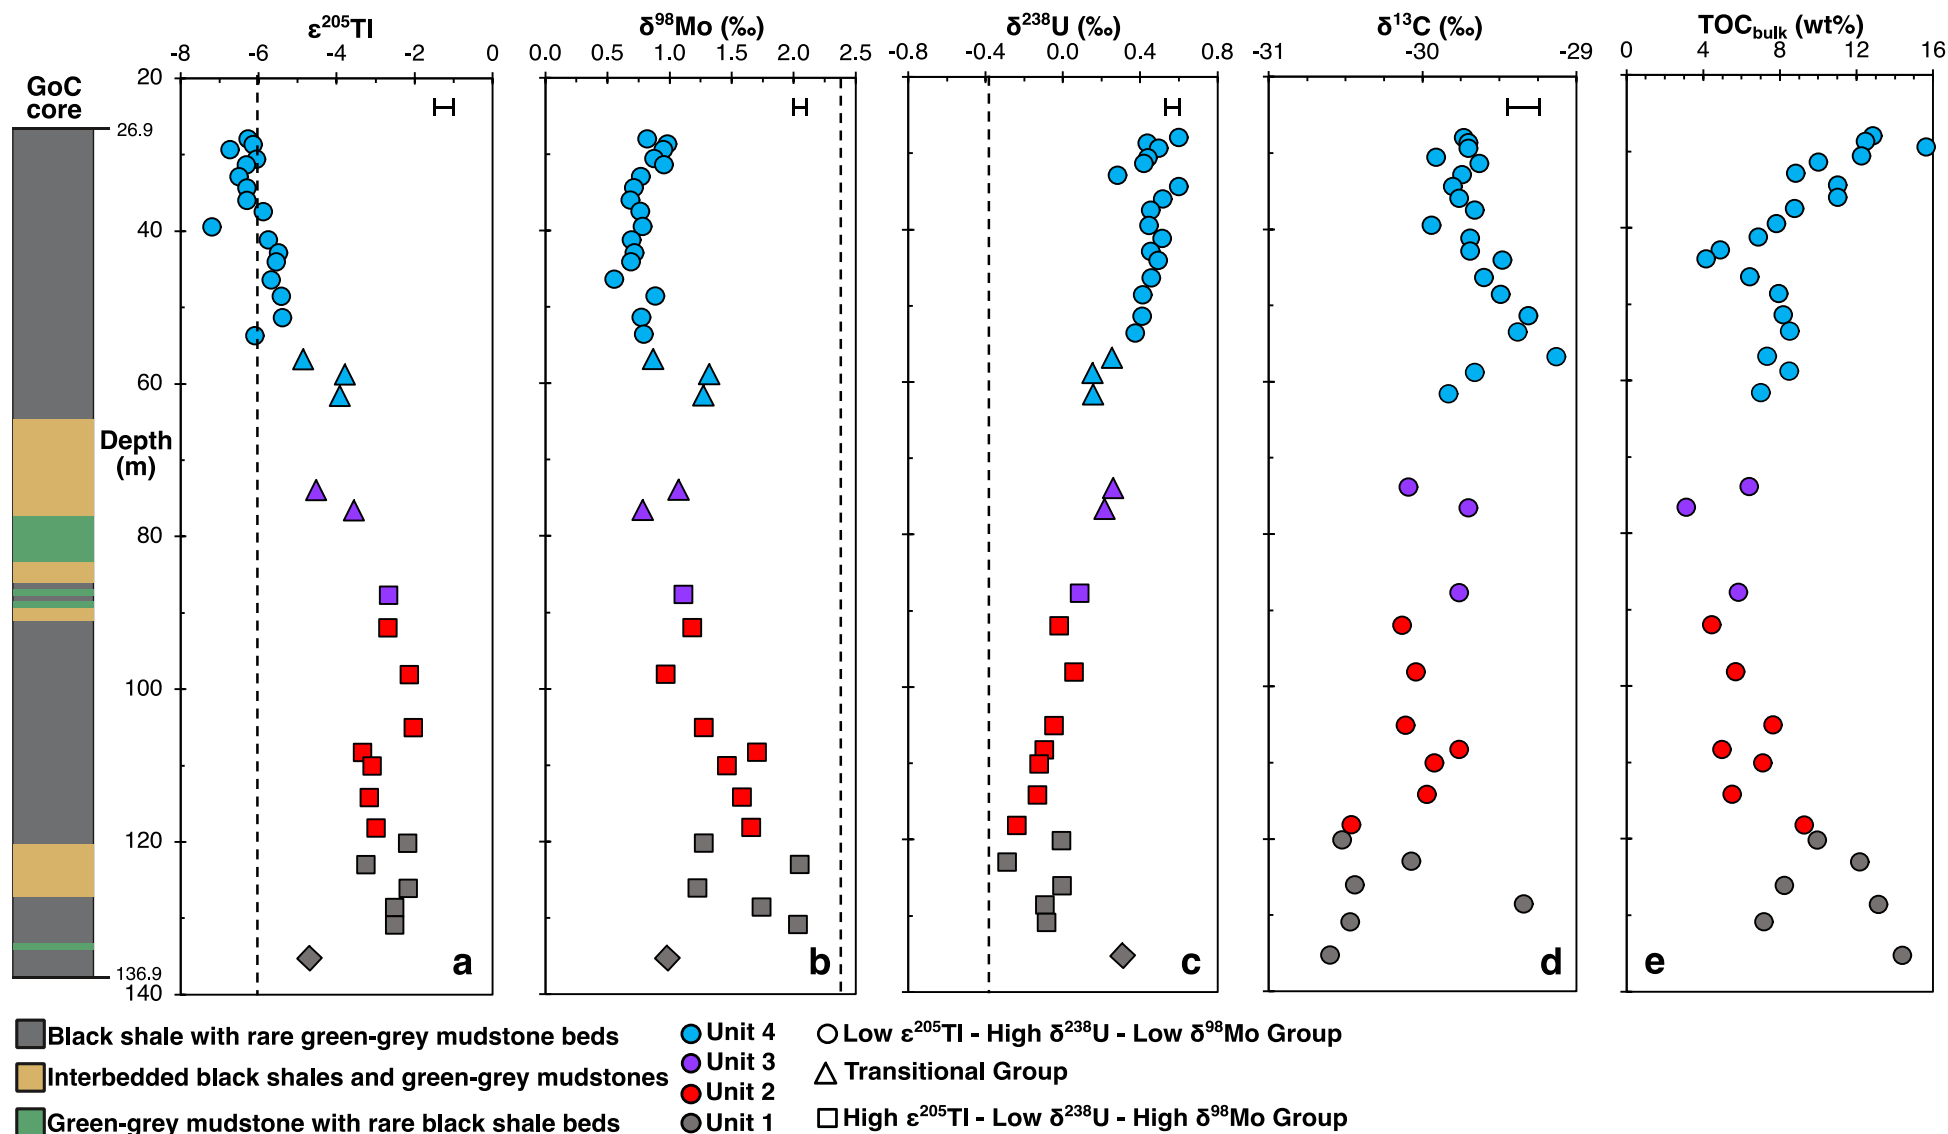 ε²⁰⁵Tl
-8 -6 -4 -2 0
δ⁹⁸Mo (‰)
0.0 0.5 1.0 1.5 2.0 2.5
δ²³⁸U (‰)
-0.8 -0.4 0.0 0.4 0.8
δ¹³C (‰)
-31 -30 -29
TOCbulk (wt%)
0 4 8 12 16
GoC
core
26.9
136.9
Depth
(m)
20
40
60
80
100
120
140
a
b
c
d
e
Black shale with rare green-grey mudstone beds
Interbedded black shales and green-grey mudstones
Green-grey mudstone with rare black shale beds
Unit 4
Unit 3
Unit 2
Unit 1
Low ε²⁰⁵Tl - High δ²³⁸U - Low δ⁹⁸Mo Group
Transitional Group
High ε²⁰⁵Tl - Low δ²³⁸U - High δ⁹⁸Mo Group